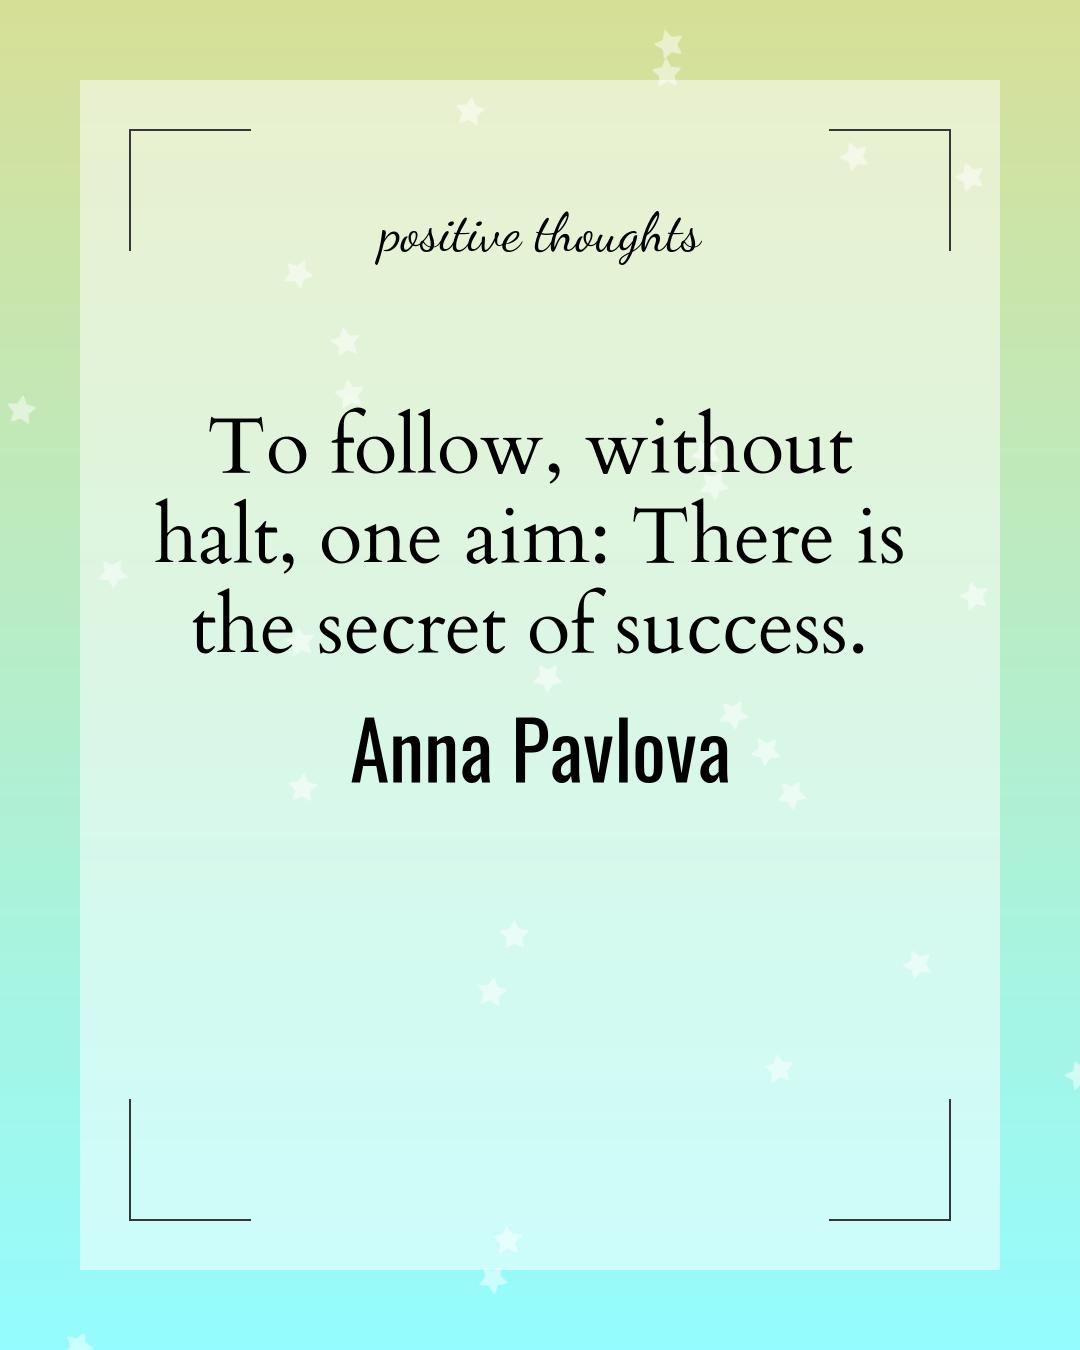 positive thoughts
To follow, without
halt, one aim: There is
the secret of success.
Anna Pavlova